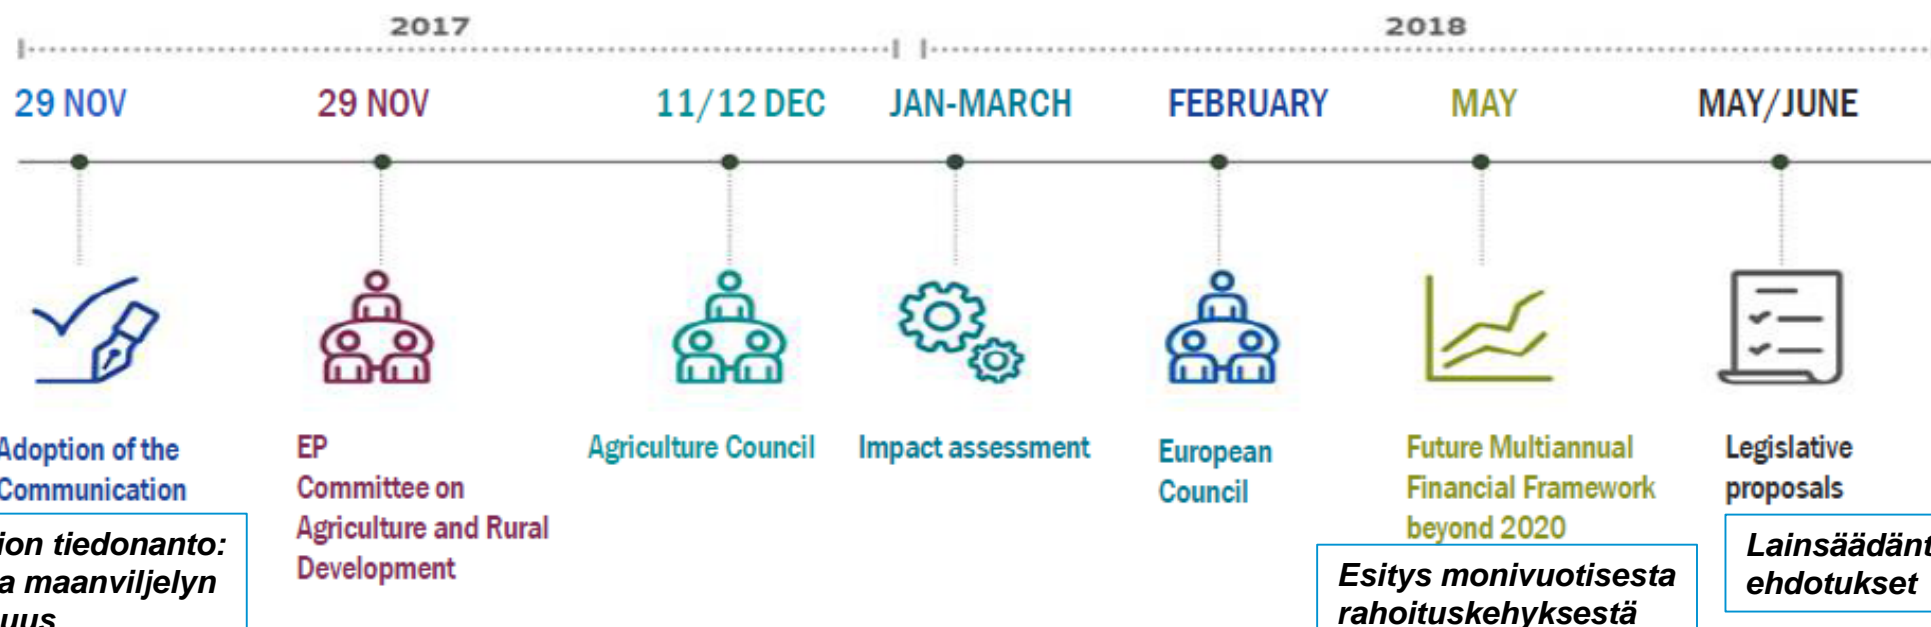 2017
2018
29 NOV
29 NOV
11/12 DEC
JAN-MARCH
FEBRUARY
MAY
MAY/JUNE
Adoption of the
Communication
EP
Committee on
Agriculture and Rural
Development
Agriculture Council
Impact assessment
European
Council
Future Multiannual
Financial Framework
beyond 2020
Legislative
proposals
tiedonanto:
maanviljelyn
Esitys monivuotisesta
rahoituskehyksestä
ehdotukset